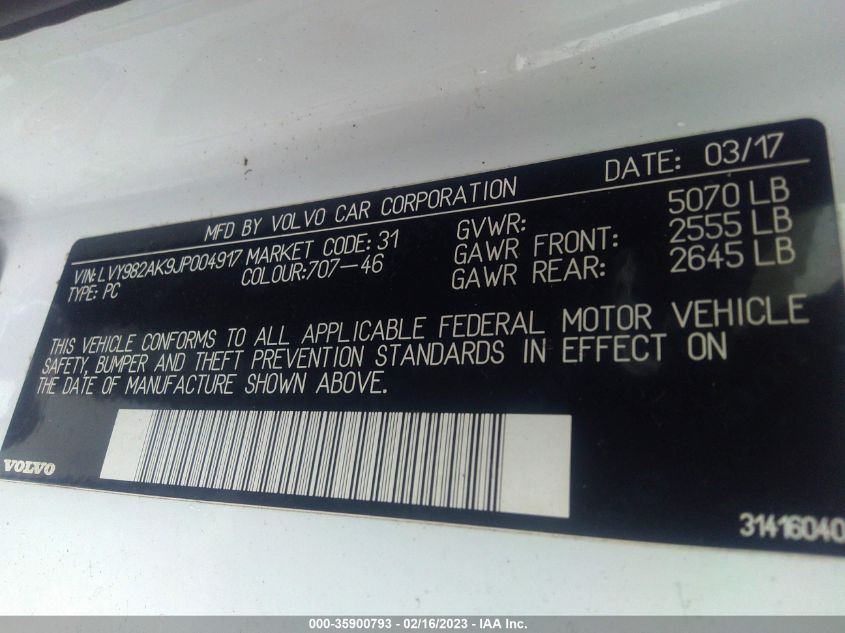 MFD BY VOLVO CAR CORPORATION DATE: 03/17
VIN: LVY982AK9JP004917 MARKET CODE: 31 GVWR: 5070 LB
TYPE: PC COLOUR:707-46 GAWR FRONT: 2555 LB
GAWR REAR: 2645 LB
THIS VEHICLE CONFORMS TO ALL APPLICABLE FEDERAL MOTOR VEHICLE
SAFETY, BUMPER AND THEFT PREVENTION STANDARDS IN EFFECT ON
THE DATE OF MANUFACTURE SHOWN ABOVE.
VOLVO
31416040
000-35900793 - 02/16/2023 - IAA Inc.